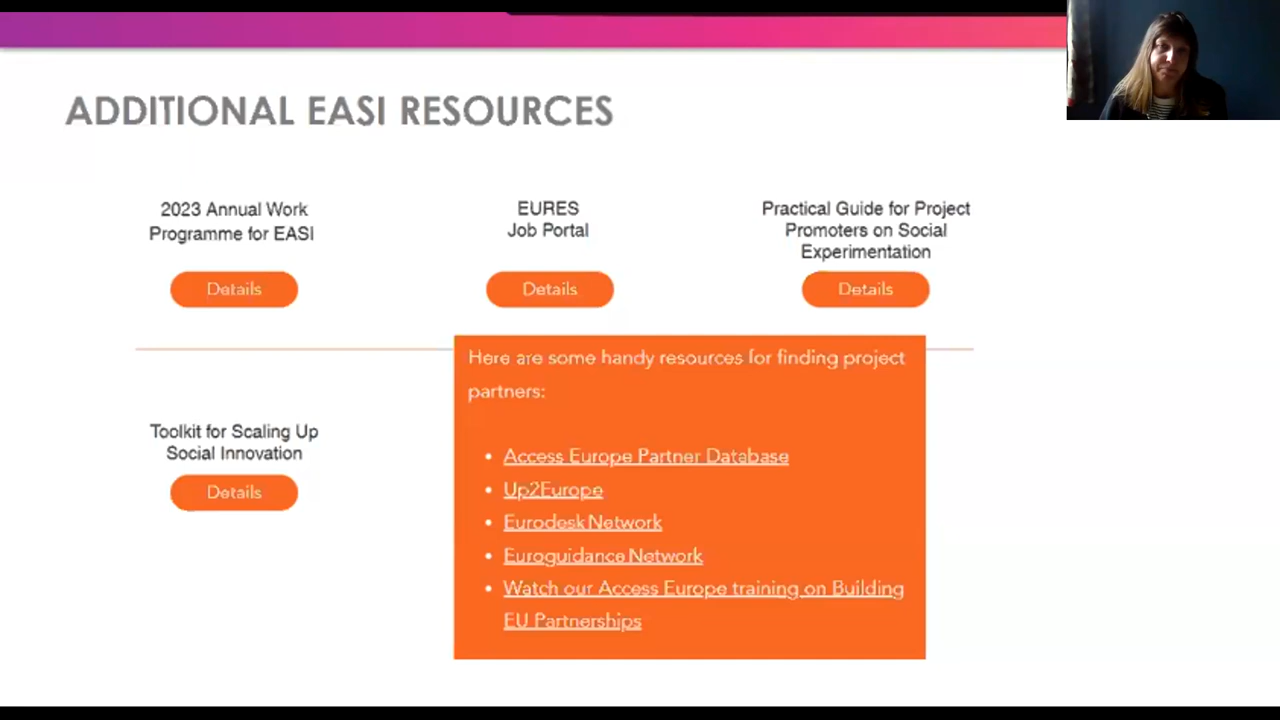 ADDITIONAL EASI RESOURCES
2023 Annual Work
Programme for EASI
Details
EURES
Job Portal
Details
Practical Guide for Project
Promoters on Social
Experimentation
Details
Toolkit for Scaling Up
Social Innovation
Details
Here are some handy resources for finding project
partners:
• Access Europe Partner Database
• Up2Europe
• Eurodesk Network
• Euroguidance Network
• Watch our Access Europe training on Building
EU Partnerships